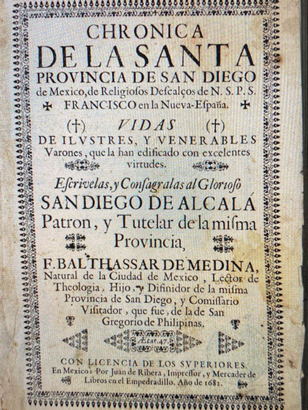 CHRONICA
DE LA SANTA
PROVINCIA DE SAN DIEGO
de Mexico, de Religiosos Descalços de N. S. P. S.
FRANCISCO en la Nueva-España.
VIDAS
DE ILVSTRES, Y VENERABLES
Varones, que la han edificado con excelentes
virtudes.
Escrivelas, y Consagralas al Glorioso
SAN DIEGO DE ALCALA
Patron, y Tutelar de la misma
Provincia,
F. BALTHASSAR DE MEDINA,
Natural de la Ciudad de Mexico, Lector de
Theologia, Hijo, y Difinidor de la misma
Provincia de San Diego, y Comissario
Visitador, que fue, de la de San
Gregorio de Philipinas.
CON LICENCIA DE LOS SVPERIORES.
En Mexico: Por Juan de Ribera, Impressor, y Mercader de
Libros en el Empedradillo. Año de 1682.